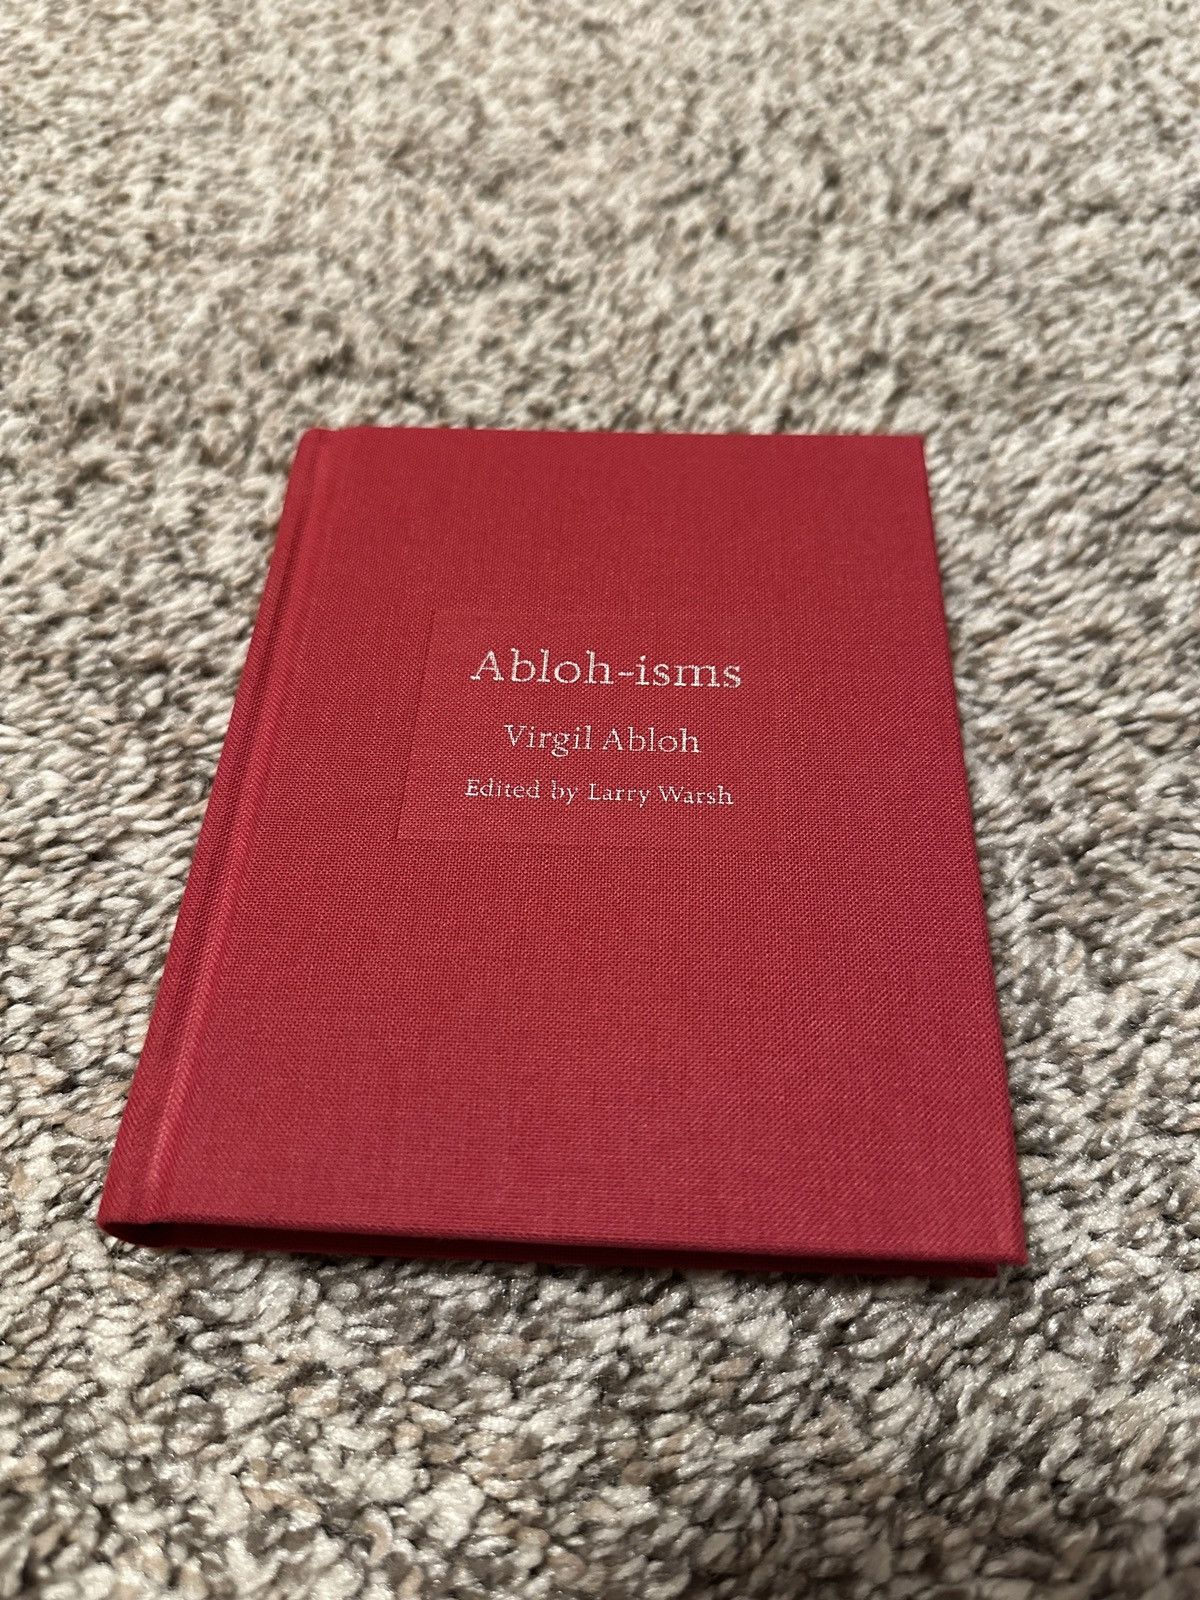 Abloh-isms
Virgil Abloh
Edited by Larry Warsh